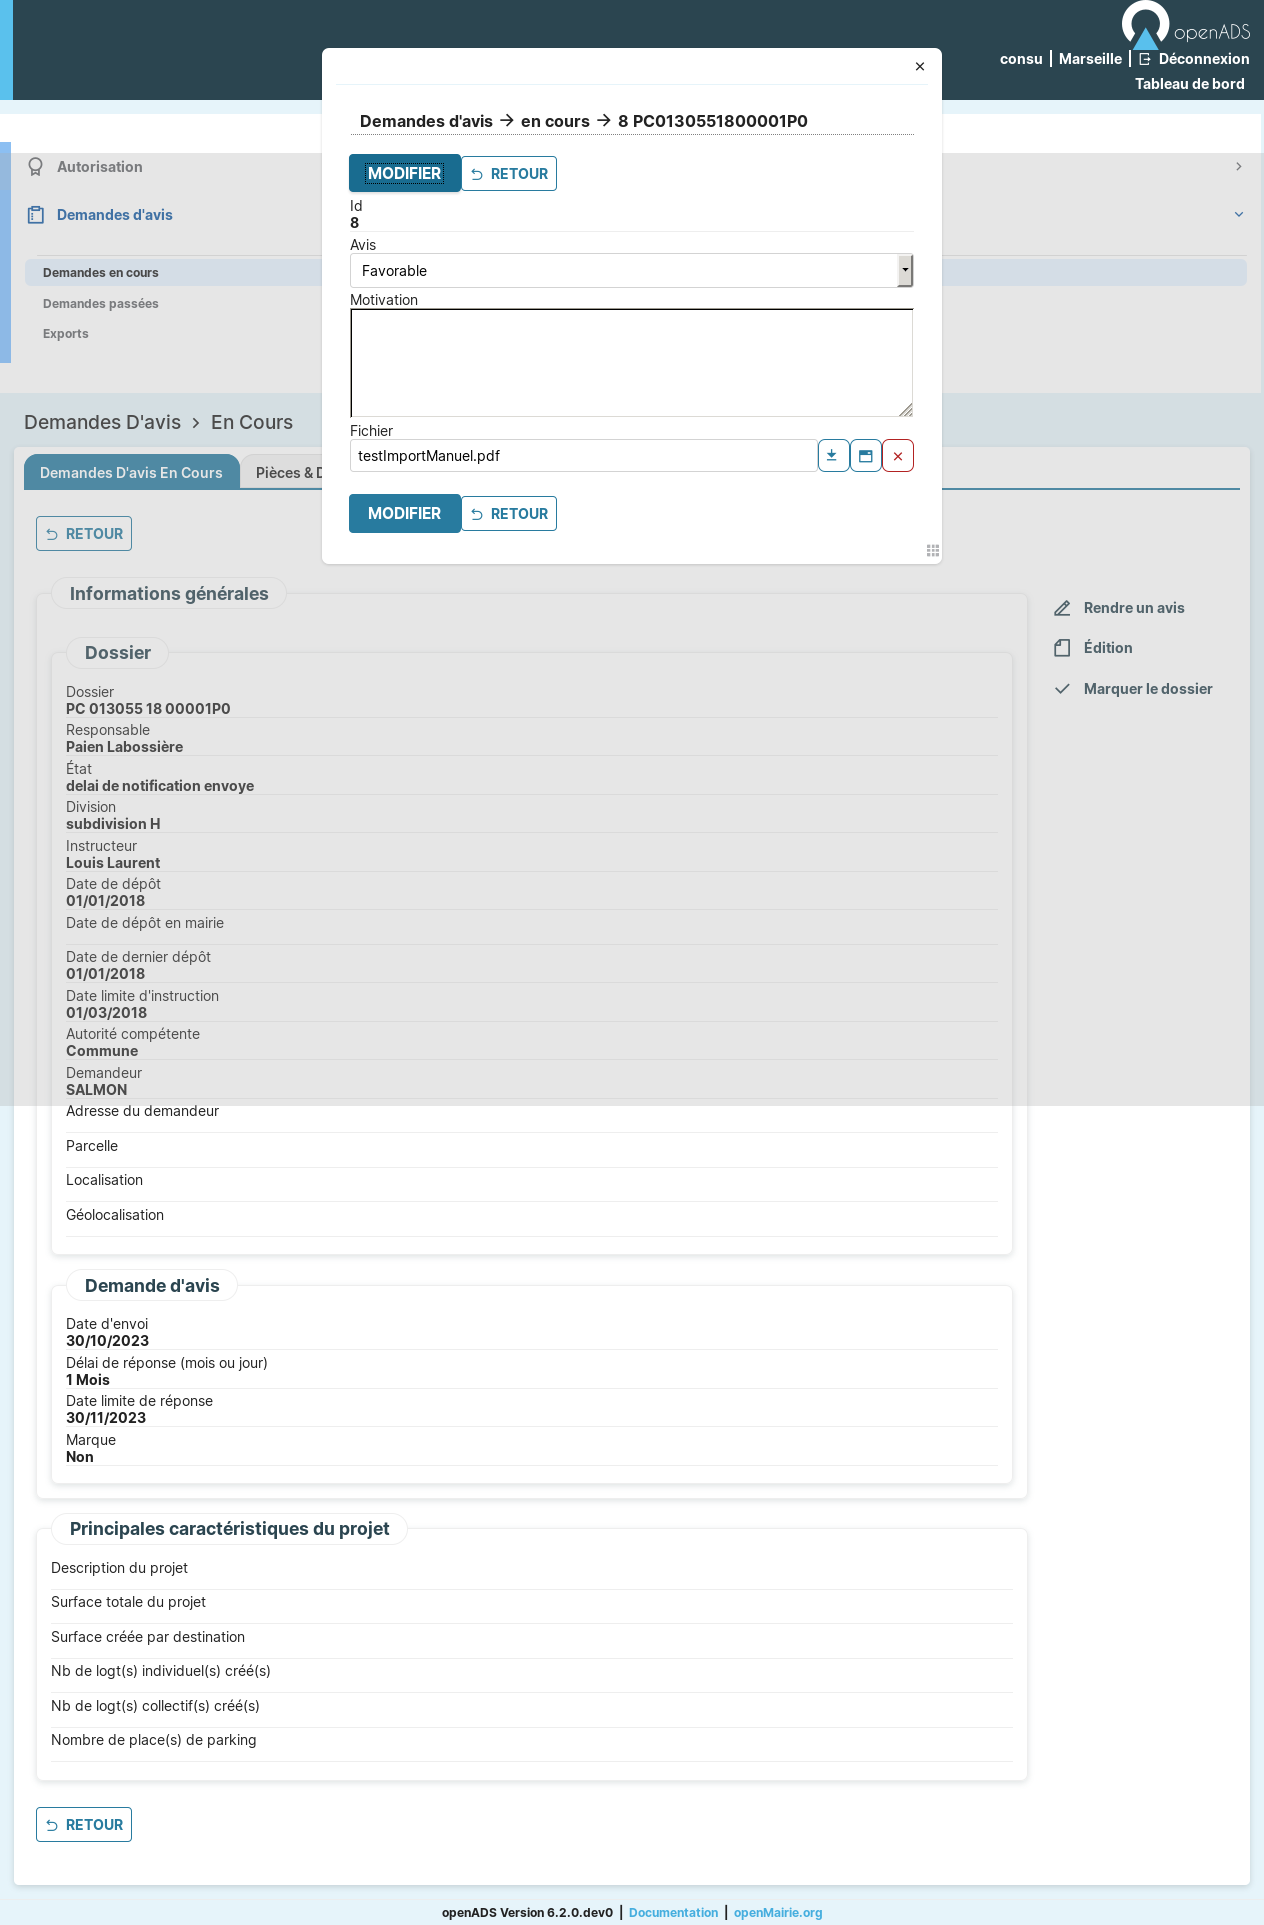 openADS
consu | Marseille | Déconnexion
Tableau de bord
Demandes d'avis → en cours → 8 PC0130551800001P0
MODIFIER RETOUR
Id
8
Avis
Favorable
Motivation
Fichier
testImportManuel.pdf
MODIFIER RETOUR
Autorisation
Demandes d'avis
Demandes en cours
Demandes passées
Exports
Demandes D'avis > En Cours
Demandes D'avis En Cours Pièces & D
RETOUR
Informations générales
Dossier
Dossier
PC 013055 18 00001P0
Responsable
Paien Labossière
État
delai de notification envoye
Division
subdivision H
Instructeur
Louis Laurent
Date de dépôt
01/01/2018
Date de dépôt en mairie
Date de dernier dépôt
01/01/2018
Date limite d'instruction
01/03/2018
Autorité compétente
Commune
Demandeur
SALMON
Adresse du demandeur
Parcelle
Localisation
Géolocalisation
Demande d'avis
Date d'envoi
30/10/2023
Délai de réponse (mois ou jour)
1 Mois
Date limite de réponse
30/11/2023
Marque
Non
Rendre un avis
Édition
Marquer le dossier
Principales caractéristiques du projet
Description du projet
Surface totale du projet
Surface créée par destination
Nb de logt(s) individuel(s) créé(s)
Nb de logt(s) collectif(s) créé(s)
Nombre de place(s) de parking
RETOUR
openADS Version 6.2.0.dev0 | Documentation | openMairie.org